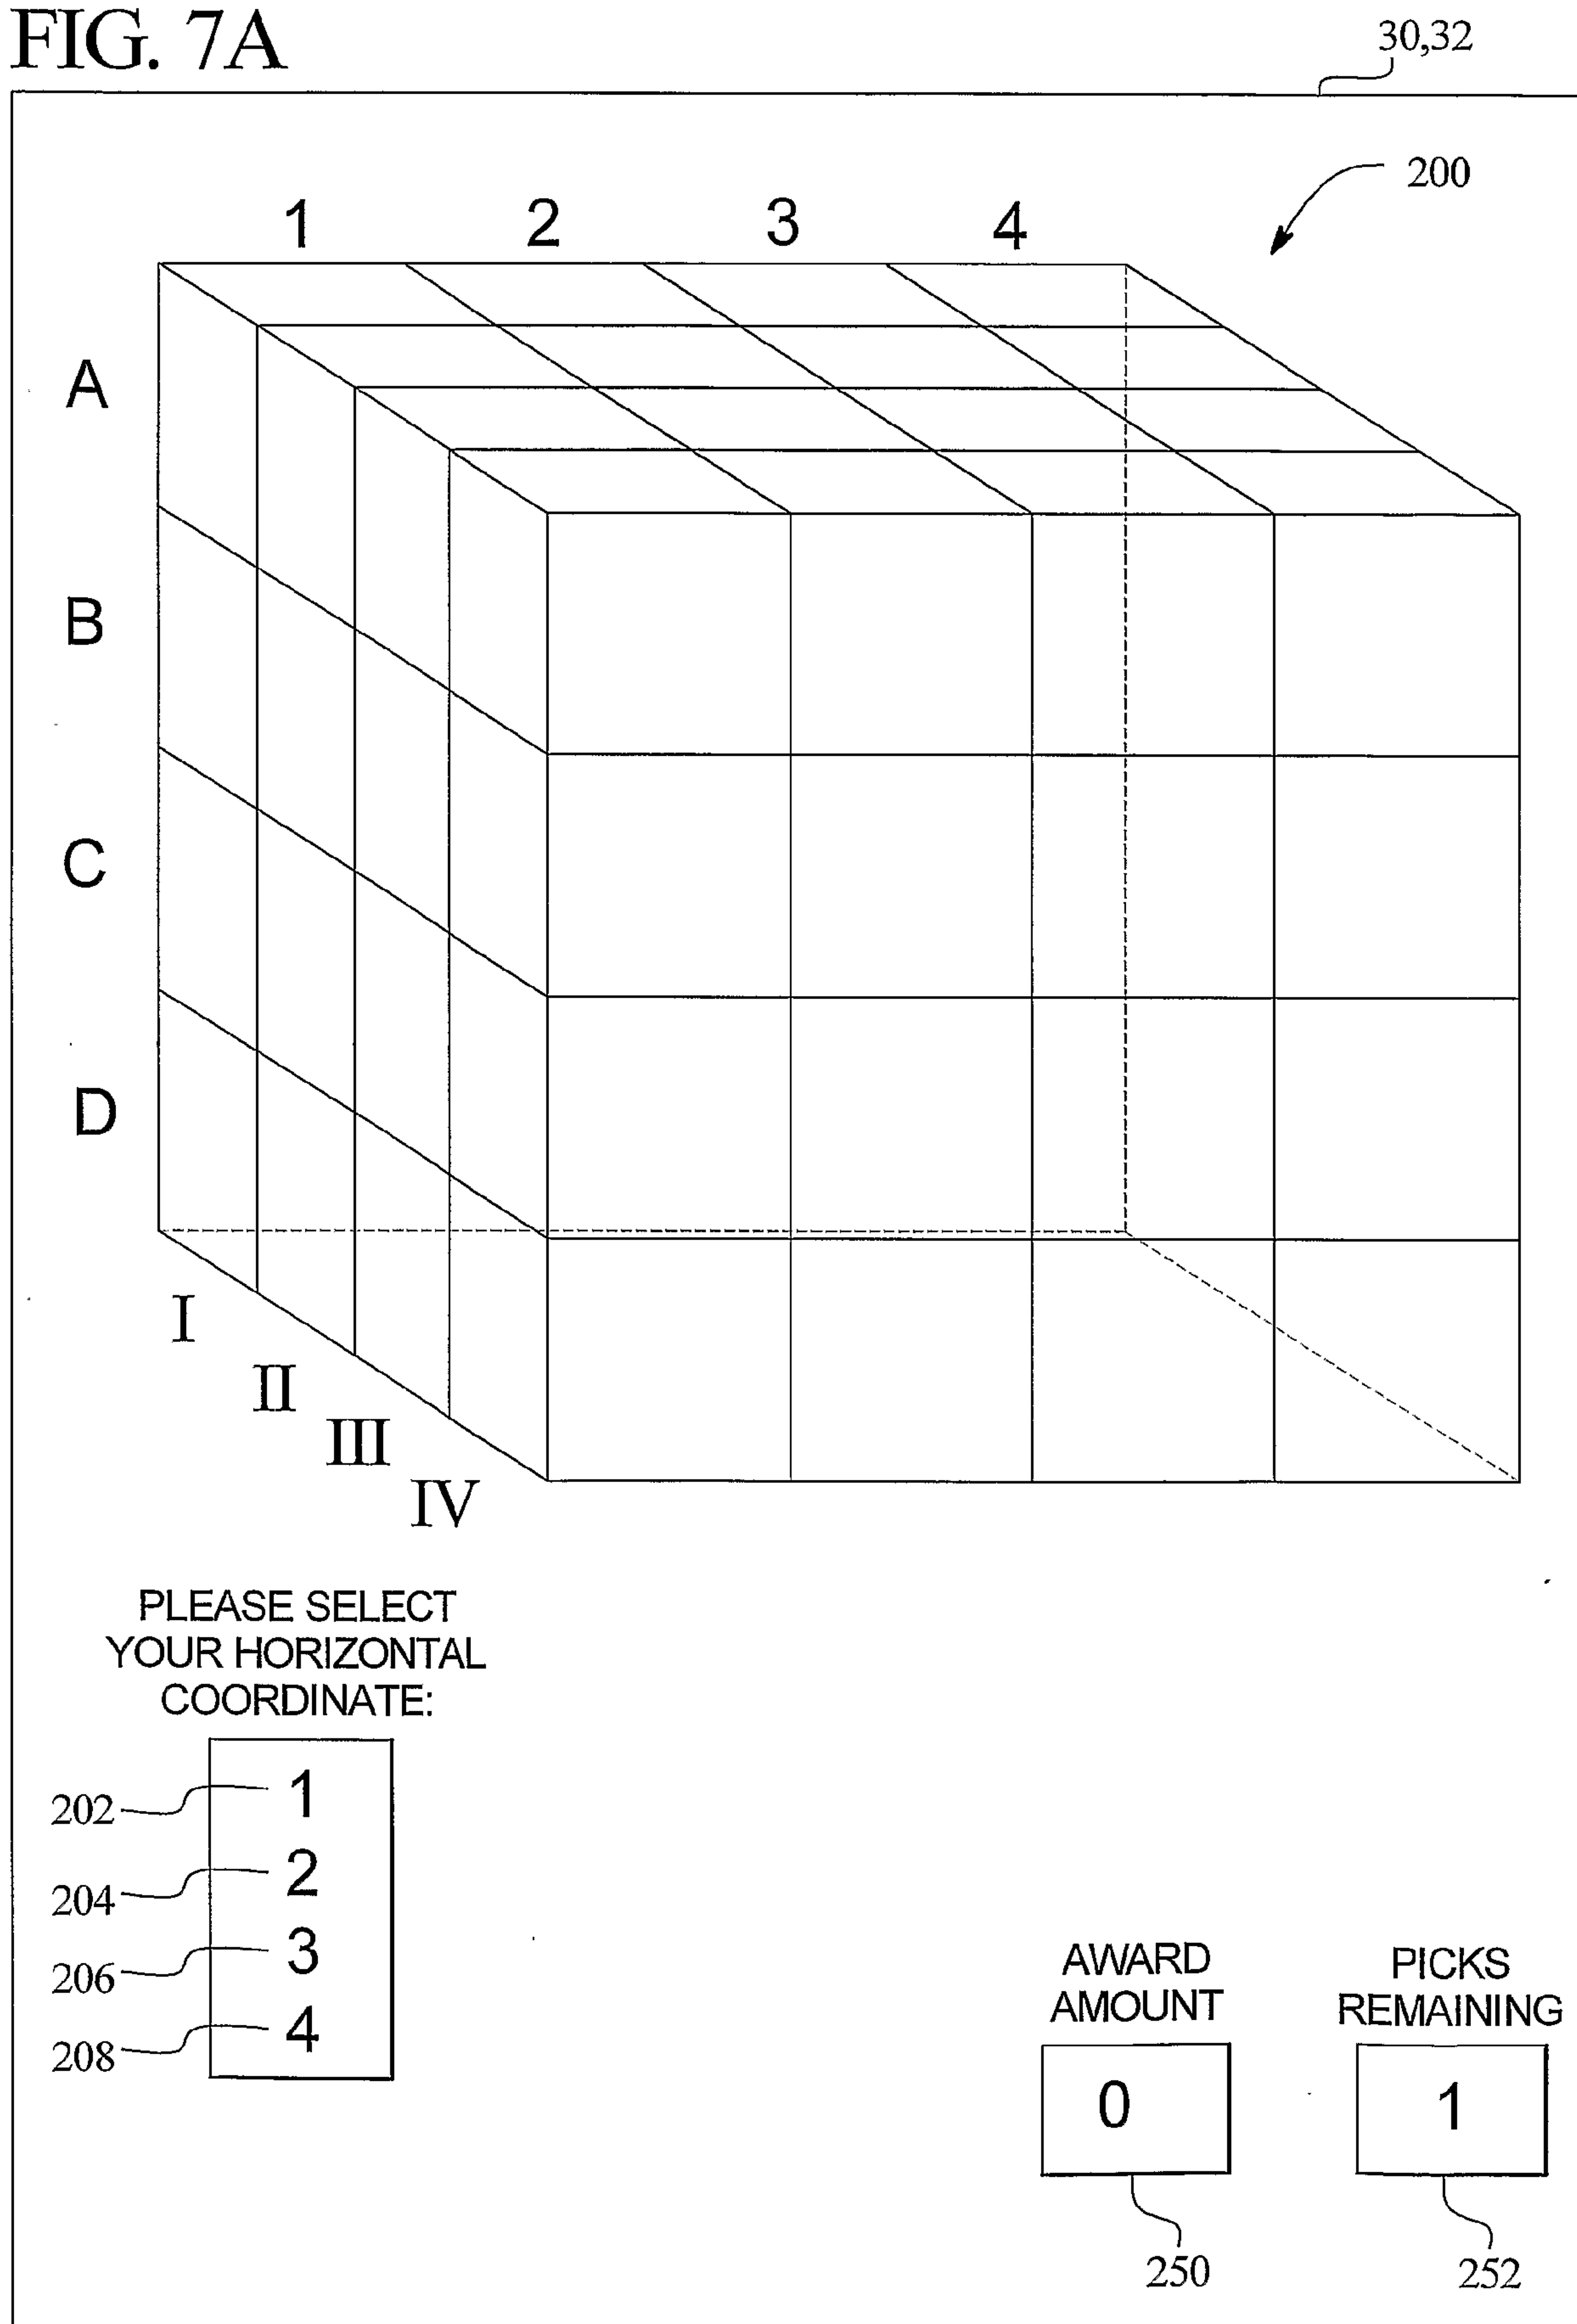 FIG. 7A
30,32
200
1 2 3 4
A
B
C
D
I
II
III
IV
PLEASE SELECT
YOUR HORIZONTAL
COORDINATE:
202 1
204 2
206 3
208 4
AWARD
AMOUNT
0
250
PICKS
REMAINING
1
252